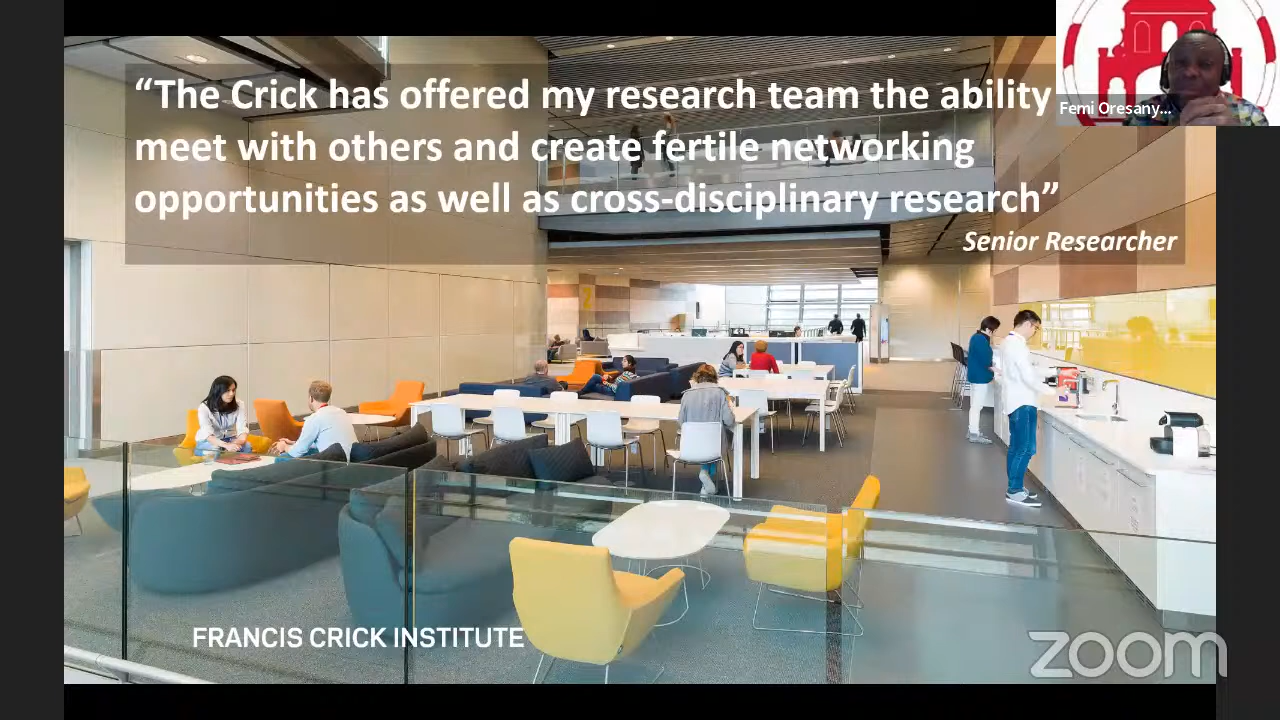 “The Crick has offered my research team the ability
meet with others and create fertile networking
opportunities as well as cross-disciplinary research”
Senior Researcher
Femi Oresany...
FRANCIS CRICK INSTITUTE
zoom